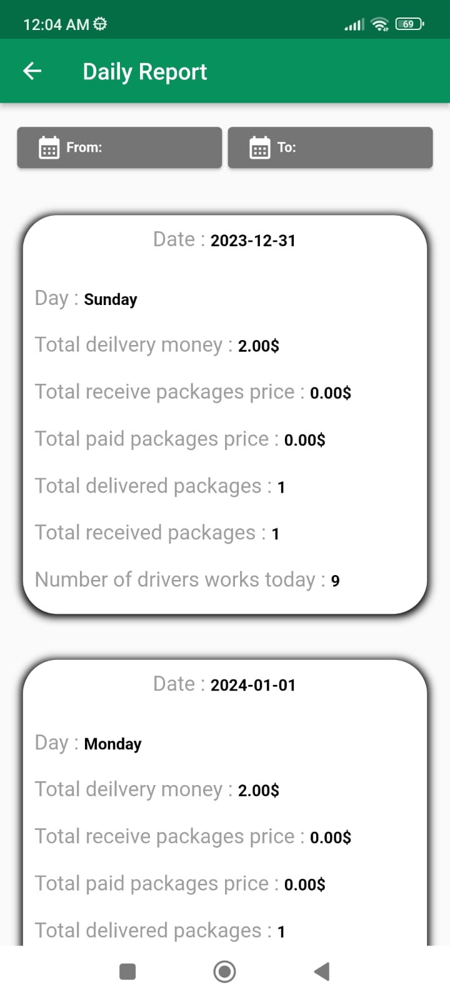 12:04 AM
69
Daily Report
From:
To:
Date : 2023-12-31
Day : Sunday
Total deilvery money : 2.00$
Total receive packages price : 0.00$
Total paid packages price : 0.00$
Total delivered packages : 1
Total received packages : 1
Number of drivers works today : 9
Date : 2024-01-01
Day : Monday
Total deilvery money : 2.00$
Total receive packages price : 0.00$
Total paid packages price : 0.00$
Total delivered packages : 1